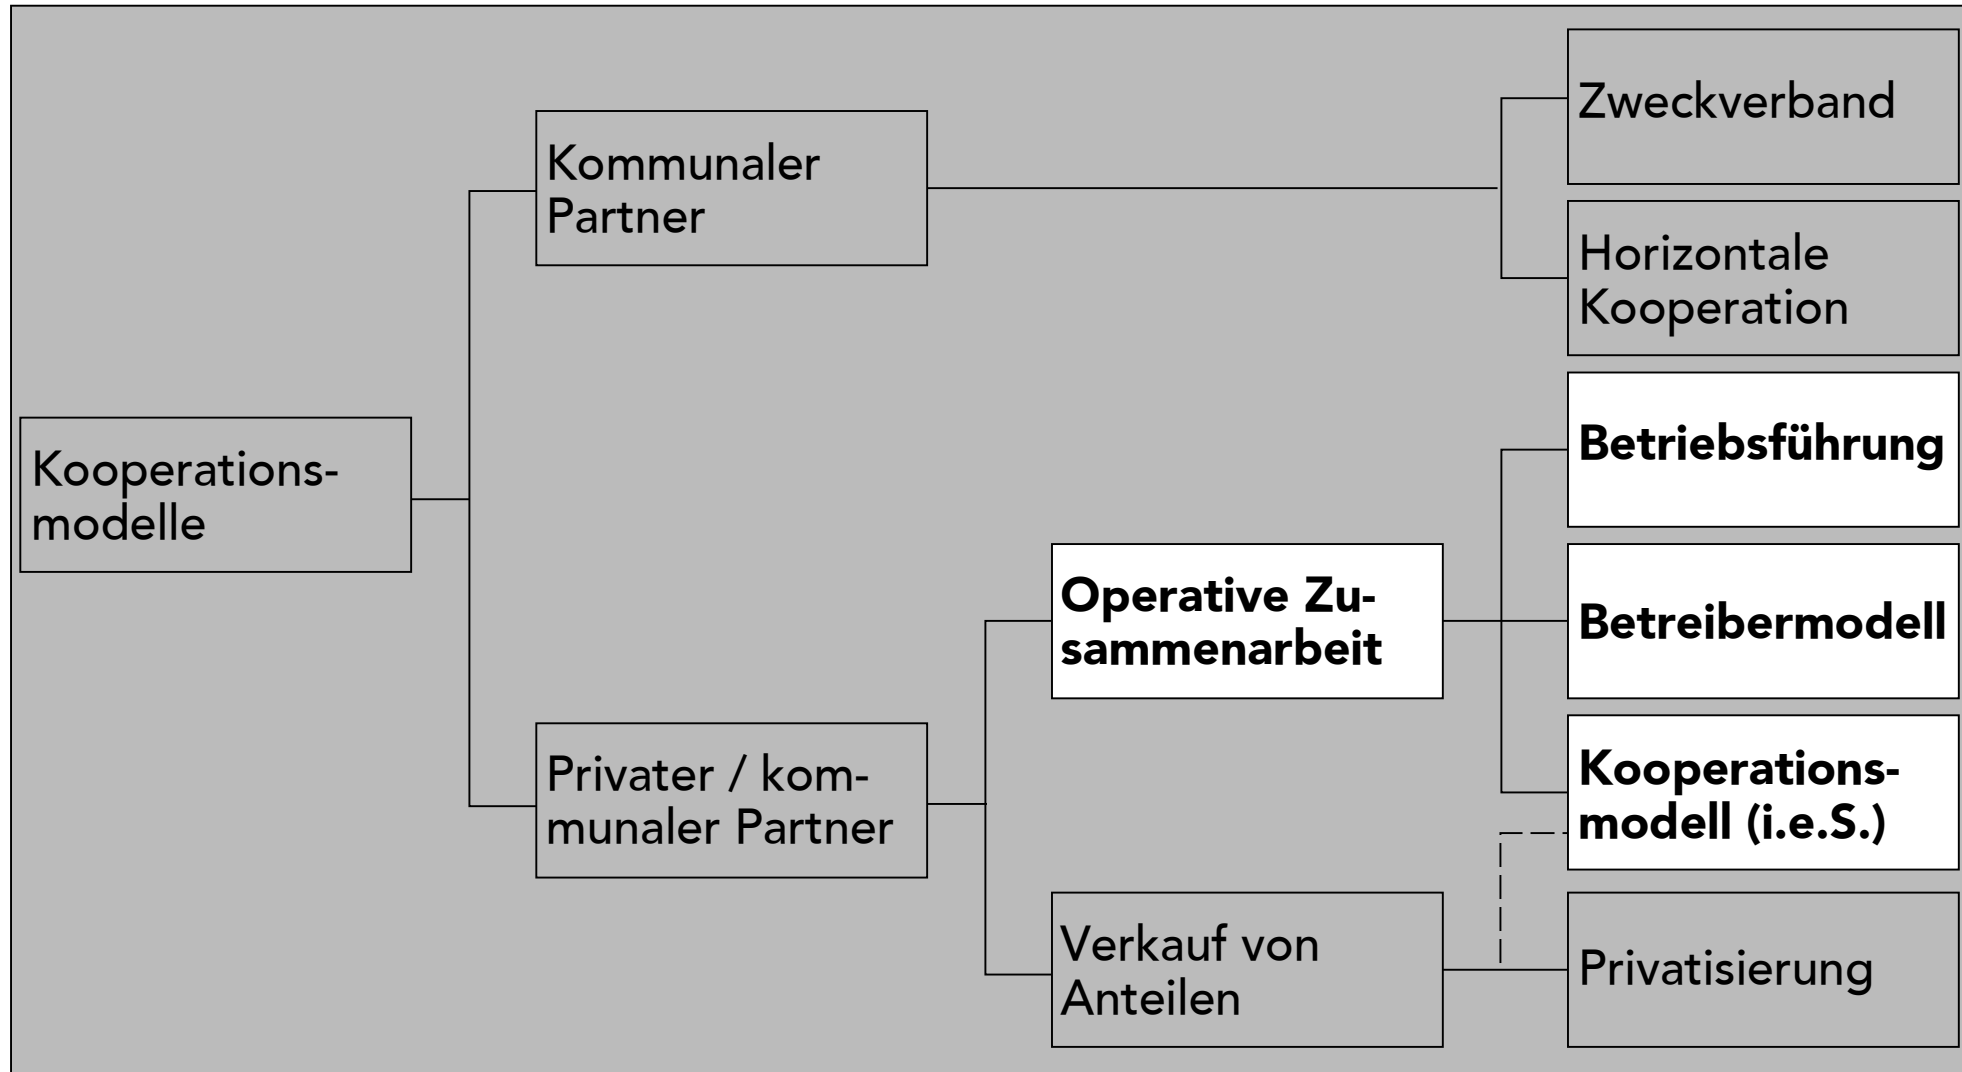 Zweckverband
Kommunaler
Partner
Horizontale
Kooperation
Kooperations-
modelle
Betriebsführung
Operative Zu-
sammenarbeit
Betreibermodell
Privater / kom-
munaler Partner
Kooperations-
modell (i.e.S.)
Verkauf von
Anteilen
Privatisierung